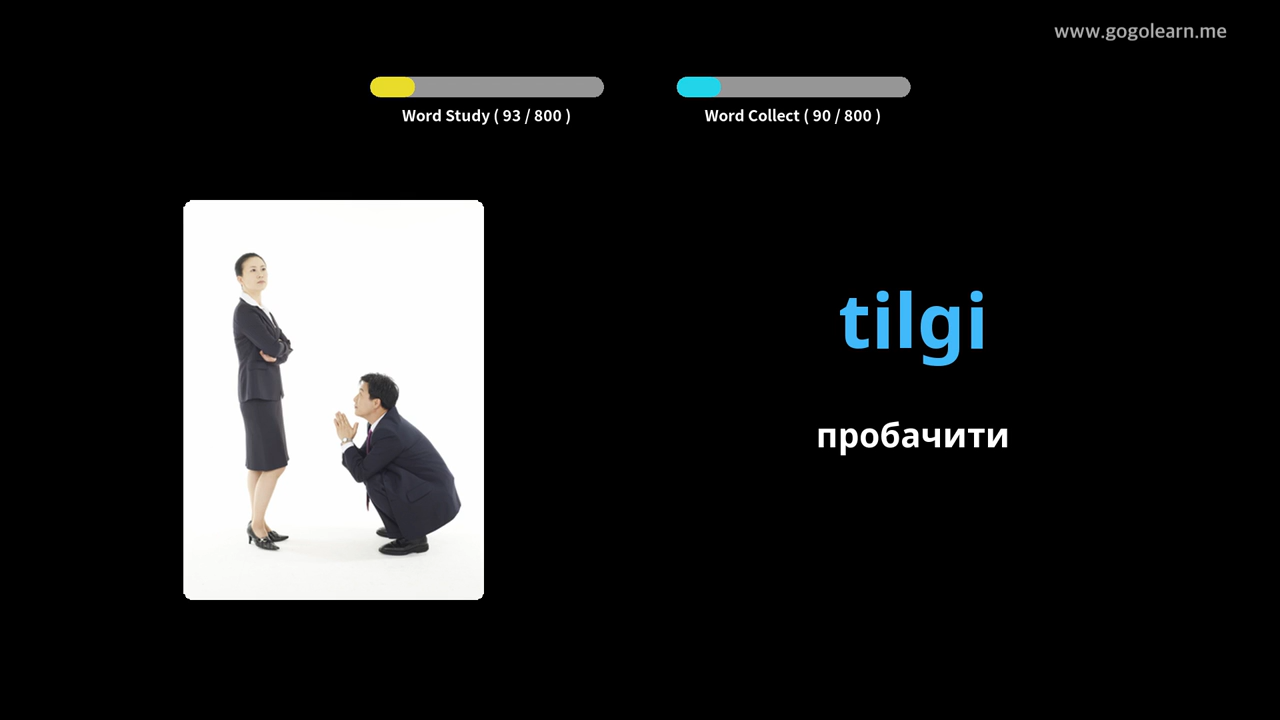 www.gogolearn.me
Word Study ( 93 / 800 )
Word Collect ( 90 / 800 )
tilgi
пробачити